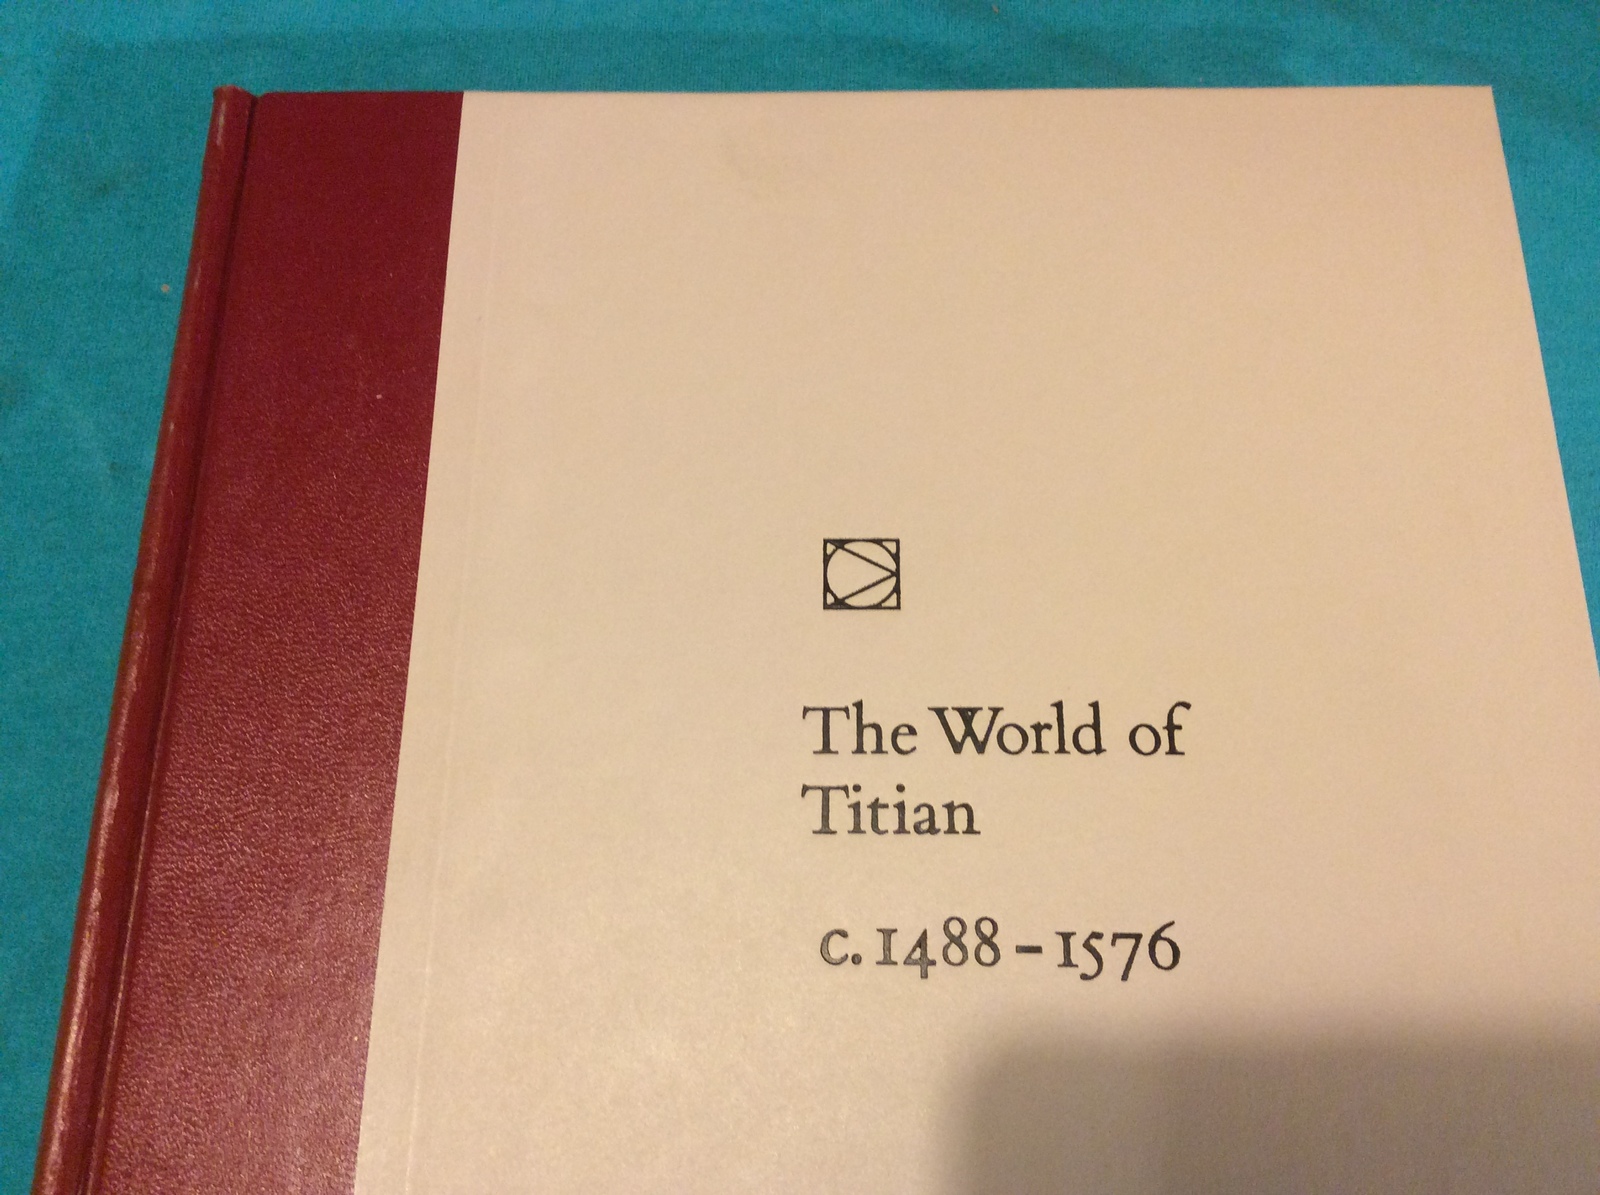 The World of
Titian
c. 1488–1576